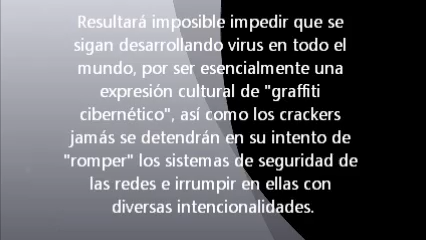 Resultará imposible impedir que se
sigan desarrollando virus en todo el
mundo, por ser esencialmente una
expresión cultural de "graffiti
cibernético", así como los crackers
jamás se detendrán en su intento de
"romper" los sistemas de seguridad de
las redes e irrumpir en ellas con
diversas intencionalidades.